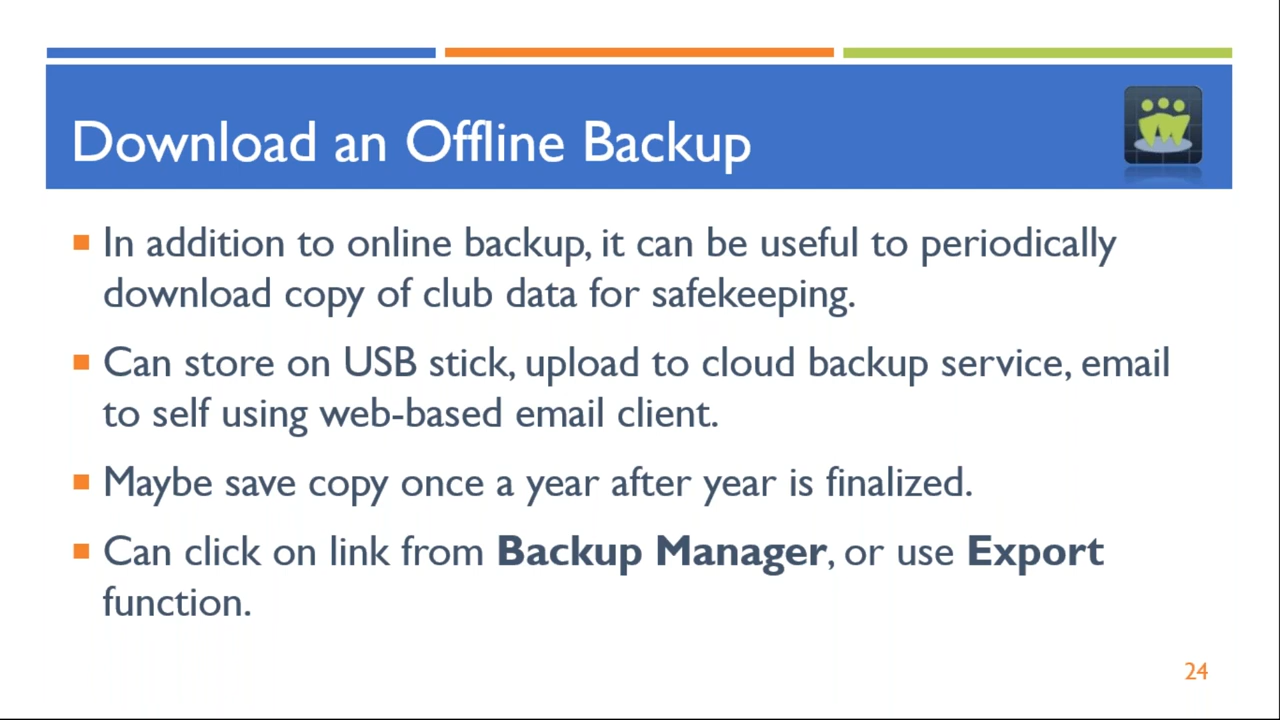 Download an Offline Backup
In addition to online backup, it can be useful to periodically
download copy of club data for safekeeping.
Can store on USB stick, upload to cloud backup service, email
to self using web-based email client.
Maybe save copy once a year after year is finalized.
Can click on link from Backup Manager, or use Export
function.
24